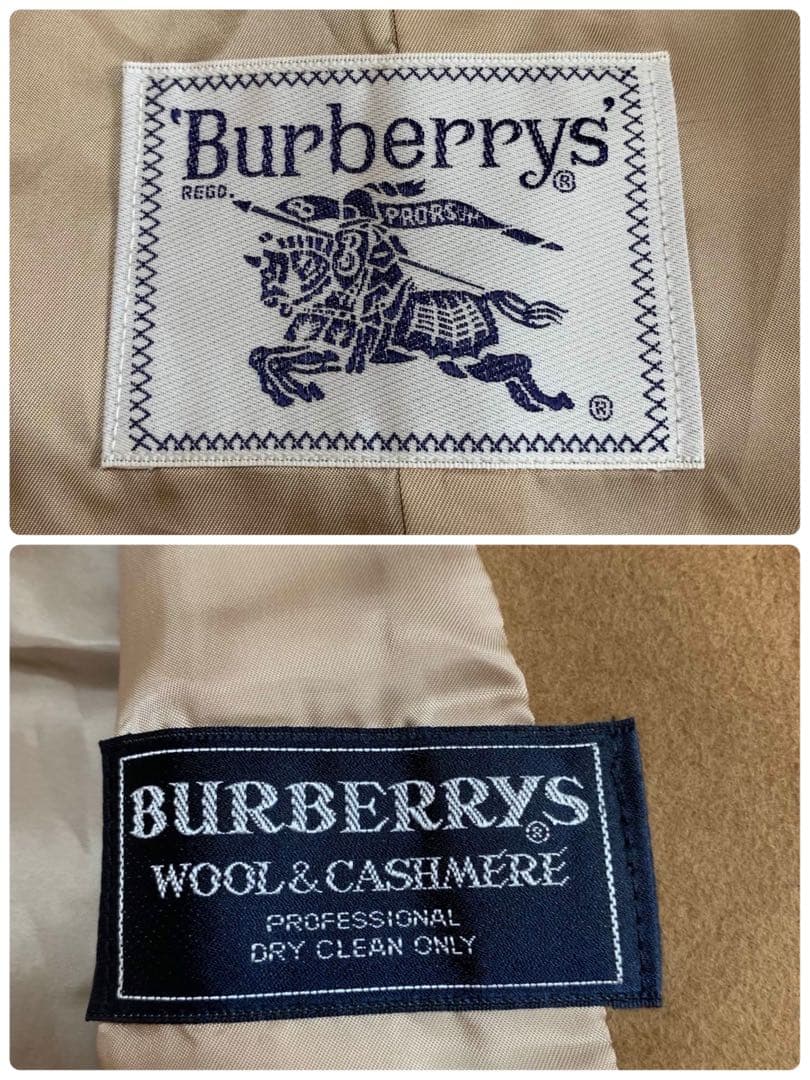 'Burberrys'®
REGD.
B PRORSUM
B
®
BURBERRYS®
WOOL&CASHMERE
PROFESSIONAL
DRY CLEAN ONLY